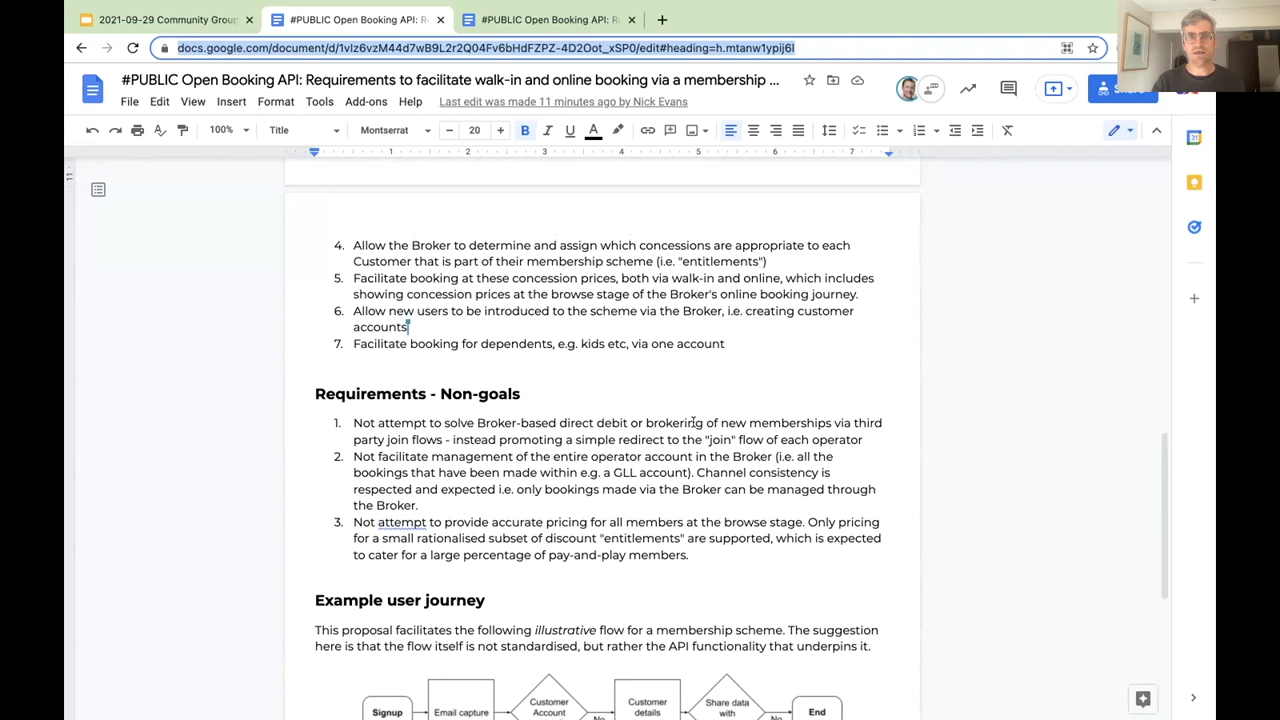 2021-09-29 Community Group
#PUBLIC Open Booking API: Re
#PUBLIC Open Booking API: Re
docs.google.com/document/d/1vIz6vzM44d7wB9L2r2Q04Fv6bHdFZPZ-4D2Oot_xSP0/edit#heading=h.mtanw1ypij6l
#PUBLIC Open Booking API: Requirements to facilitate walk-in and online booking via a membership ...
File Edit View Insert Format Tools Add-ons Help Last edit was made 11 minutes ago by Nick Evans
100% Title Montserrat 20 B I U A
1 2 3 4 5 6 7
11
31
4. Allow the Broker to determine and assign which concessions are appropriate to each
Customer that is part of their membership scheme (i.e. "entitlements")
5. Facilitate booking at these concession prices, both via walk-in and online, which includes
showing concession prices at the browse stage of the Broker's online booking journey.
6. Allow new users to be introduced to the scheme via the Broker, i.e. creating customer
accounts
7. Facilitate booking for dependents, e.g. kids etc, via one account
Requirements - Non-goals
1. Not attempt to solve Broker-based direct debit or brokering of new memberships via third
party join flows - instead promoting a simple redirect to the "join" flow of each operator
2. Not facilitate management of the entire operator account in the Broker (i.e. all the
bookings that have been made within e.g. a GLL account). Channel consistency is
respected and expected i.e. only bookings made via the Broker can be managed through
the Broker.
3. Not attempt to provide accurate pricing for all members at the browse stage. Only pricing
for a small rationalised subset of discount "entitlements" are supported, which is expected
to cater for a large percentage of pay-and-play members.
Example user journey
This proposal facilitates the following illustrative flow for a membership scheme. The suggestion
here is that the flow itself is not standardised, but rather the API functionality that underpins it.
Signup
Email capture
Customer
Account
No
Customer
details
Share data
with
No
End